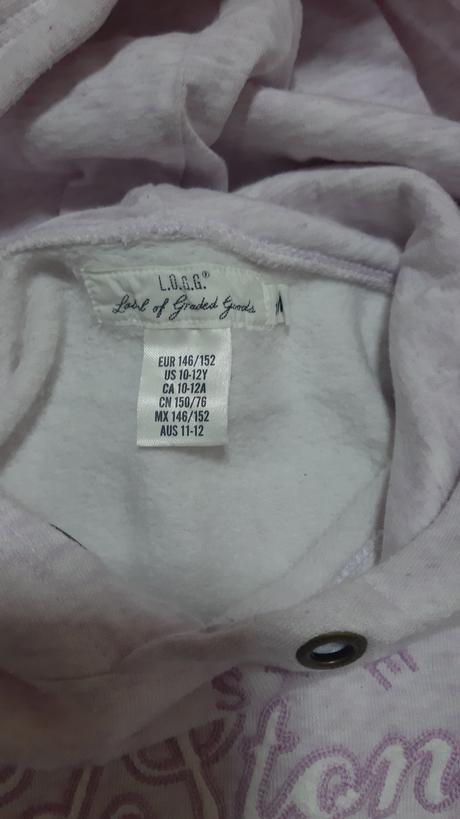 L.O.G.G.®
Label of Graded Goods
EUR 146/152
US 10-12Y
CA 10-12A
CN 150/76
MX 146/152
AUS 11-12
ton